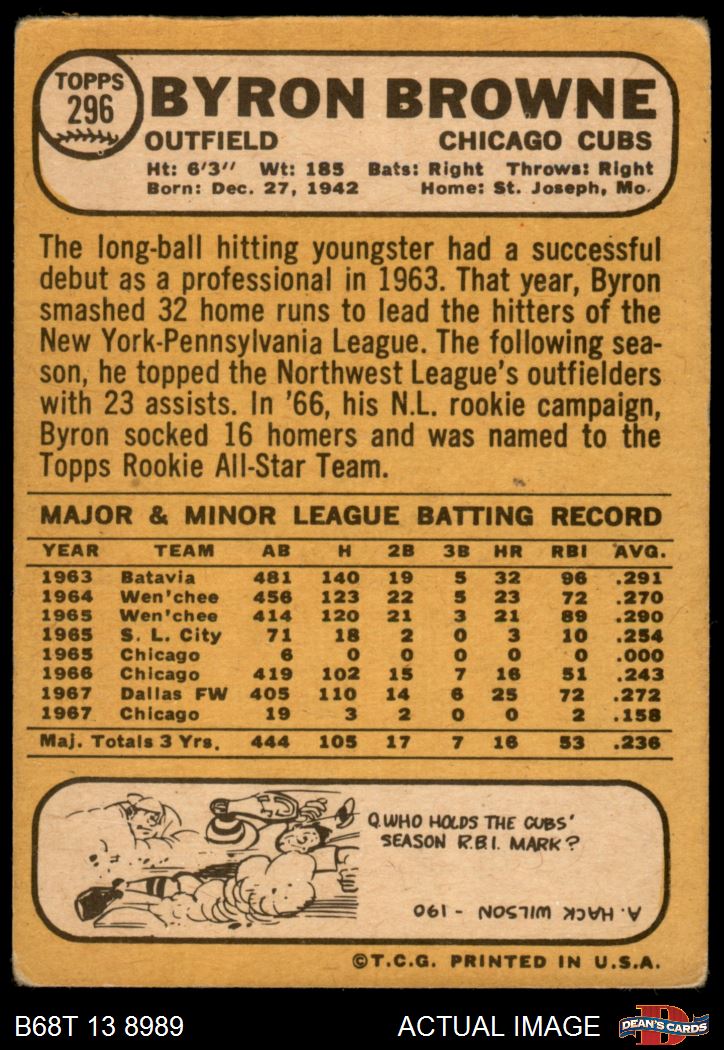 TOPPS
296
BYRON BROWNE
OUTFIELD CHICAGO CUBS
Ht: 6'3" Wt: 185 Bats: Right Throws: Right
Born: Dec. 27, 1942 Home: St. Joseph, Mo.
The long-ball hitting youngster had a successful
debut as a professional in 1963. That year, Byron
smashed 32 home runs to lead the hitters of the
New York-Pennsylvania League. The following sea-
son, he topped the Northwest League's outfielders
with 23 assists. In '66, his N.L. rookie campaign,
Byron socked 16 homers and was named to the
Topps Rookie All-Star Team.
MAJOR & MINOR LEAGUE BATTING RECORD
YEAR TEAM AB H 2B 3B HR RBI AVG.
1963 Batavia 481 140 19 5 32 96 .291
1964 Wen'chee 456 123 22 5 23 72 .270
1965 Wen'chee 414 120 21 3 21 89 .290
1965 S. L. City 71 18 2 0 3 10 .254
1965 Chicago 6 0 0 0 0 0 .000
1966 Chicago 419 102 15 7 16 51 .243
1967 Dallas FW 405 110 14 6 25 72 .272
1967 Chicago 19 3 2 0 0 2 .158
Maj. Totals 3 Yrs. 444 105 17 7 16 53 .236
Q. WHO HOLDS THE CUBS'
SEASON R.B.I. MARK?
A. HACK WILSON - 190
©T.C.G. PRINTED IN U.S.A.
B68T 13 8989 ACTUAL IMAGE
D
DEAN'S CARDS